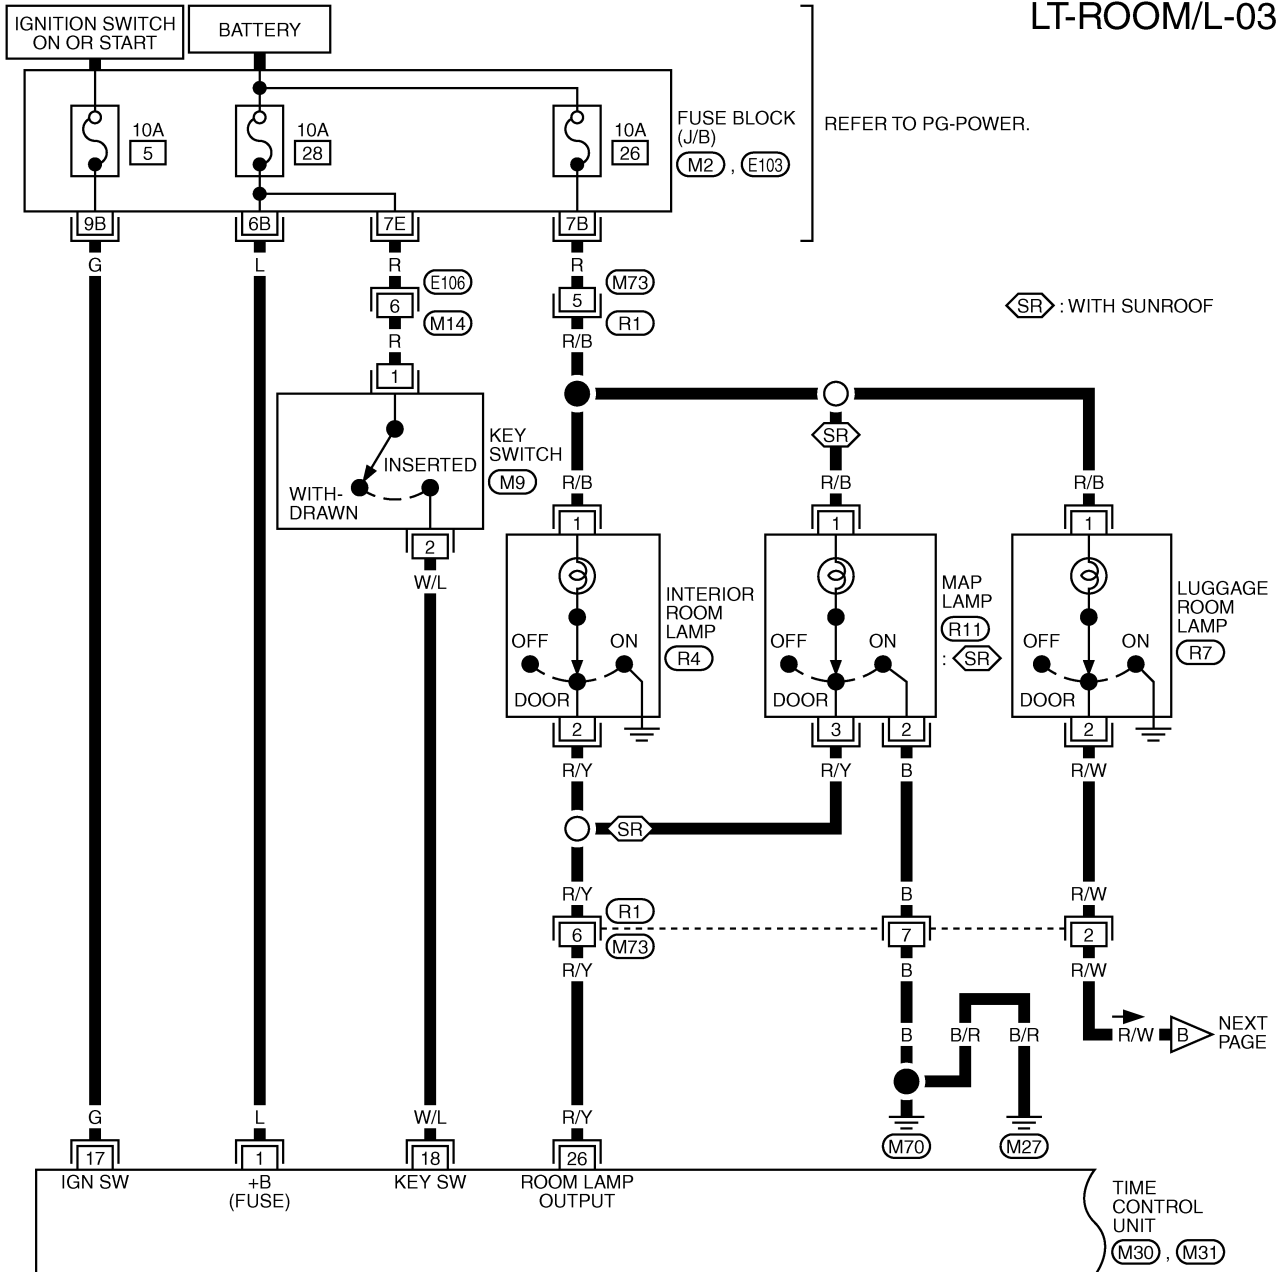 LT-ROOM/L-03
IGNITION SWITCH
ON OR START
BATTERY
10A
5
10A
28
10A
26
FUSE BLOCK
(J/B)
M2 , E103
REFER TO PG-POWER.
9B
6B
7E
7B
G
L
R
R
E106
M73
6
5
M14
R1
R
R/B
SR : WITH SUNROOF
1
SR
KEY
SWITCH
M9
INSERTED
WITH-
DRAWN
R/B
R/B
R/B
1
1
1
2
W/L
INTERIOR
ROOM
LAMP
R4
MAP
LAMP
R11
: SR
LUGGAGE
ROOM
LAMP
R7
OFF
ON
DOOR
OFF
ON
DOOR
OFF
ON
DOOR
2
3
2
2
R/Y
R/Y
B
R/W
SR
R/Y
B
R/W
R1
6
7
2
M73
R/Y
B
R/W
B
B/R
B/R
R/W
B
NEXT
PAGE
G
L
W/L
R/Y
M70
M27
17
1
18
26
IGN SW
+B
(FUSE)
KEY SW
ROOM LAMP
OUTPUT
TIME
CONTROL
UNIT
M30 , M31